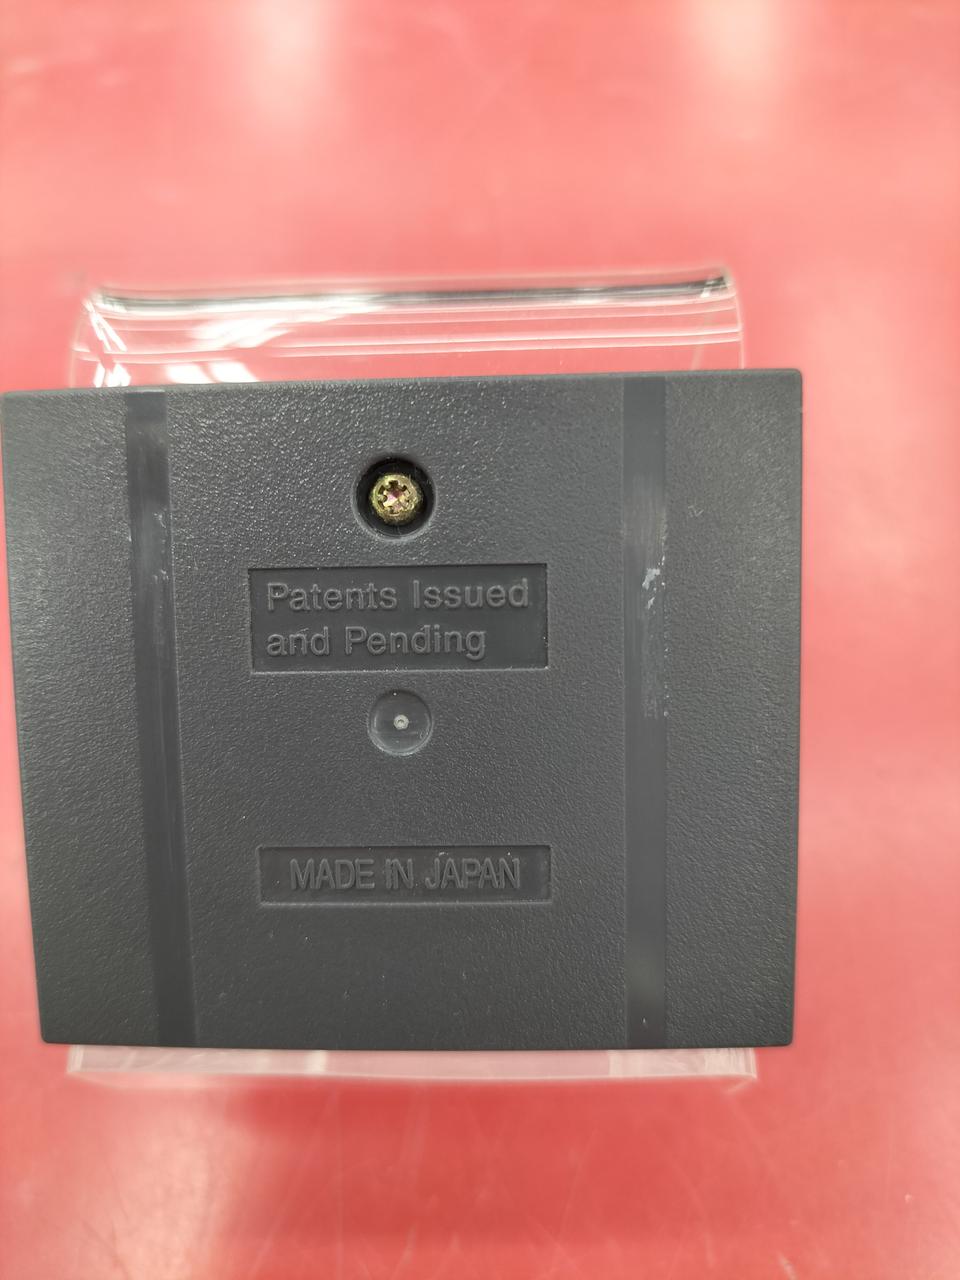 Patents Issued
and Pending
MADE IN JAPAN